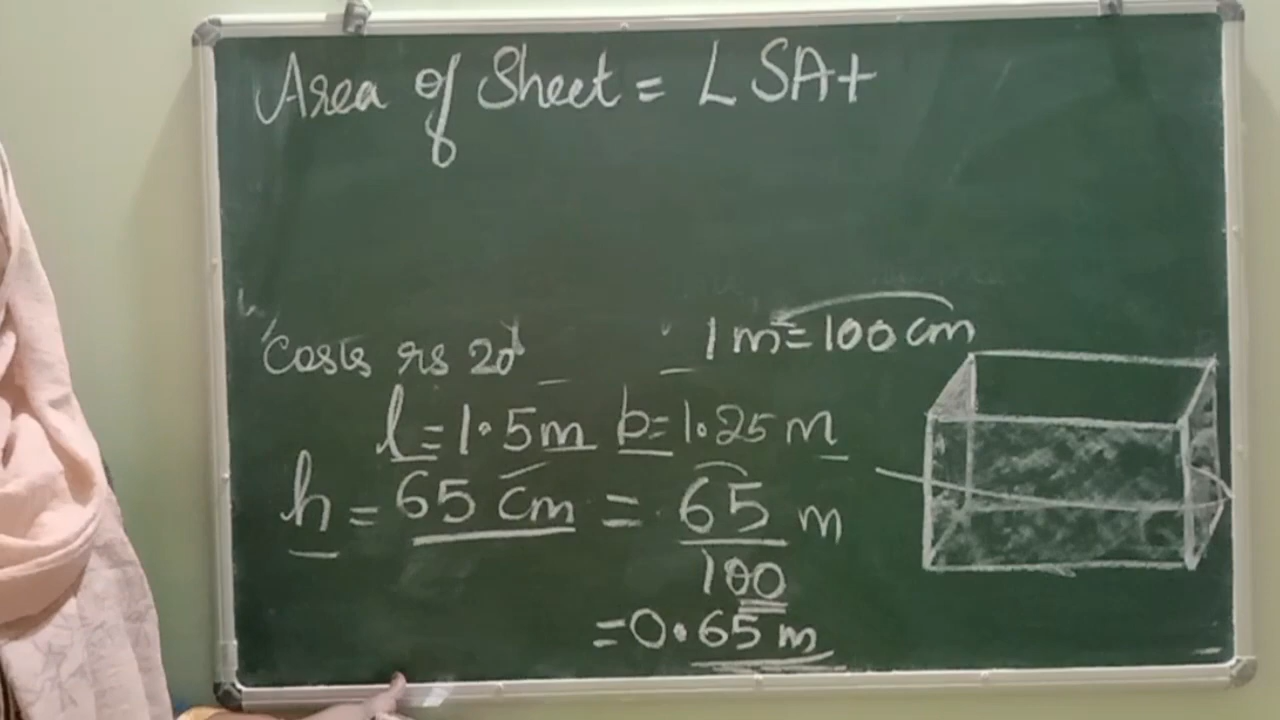 Area of Sheet = LSA+
Costs rs 20
1 m = 100 cm
l = 1.5 m b = 1.25 m
h = 65 cm = 65 m
100
= 0.65 m